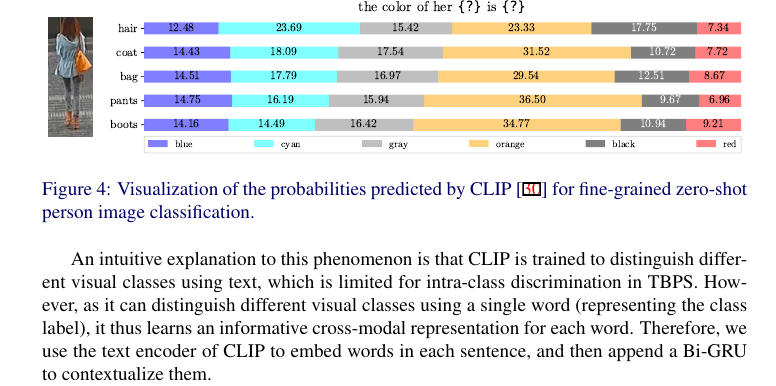 the color of her {?} is {?}
hair 12.48 23.69 15.42 23.33 17.75 7.34
coat 14.43 18.09 17.54 31.52 10.72 7.72
bag 14.51 17.79 16.97 29.54 12.51 8.67
pants 14.75 16.19 15.94 36.50 9.67 6.96
boots 14.16 14.49 16.42 34.77 10.94 9.21
blue cyan gray orange black red
Figure 4: Visualization of the probabilities predicted by CLIP [30] for fine-grained zero-shot
person image classification.
An intuitive explanation to this phenomenon is that CLIP is trained to distinguish differ-
ent visual classes using text, which is limited for intra-class discrimination in TBPS. How-
ever, as it can distinguish different visual classes using a single word (representing the class
label), it thus learns an informative cross-modal representation for each word. Therefore, we
use the text encoder of CLIP to embed words in each sentence, and then append a Bi-GRU
to contextualize them.